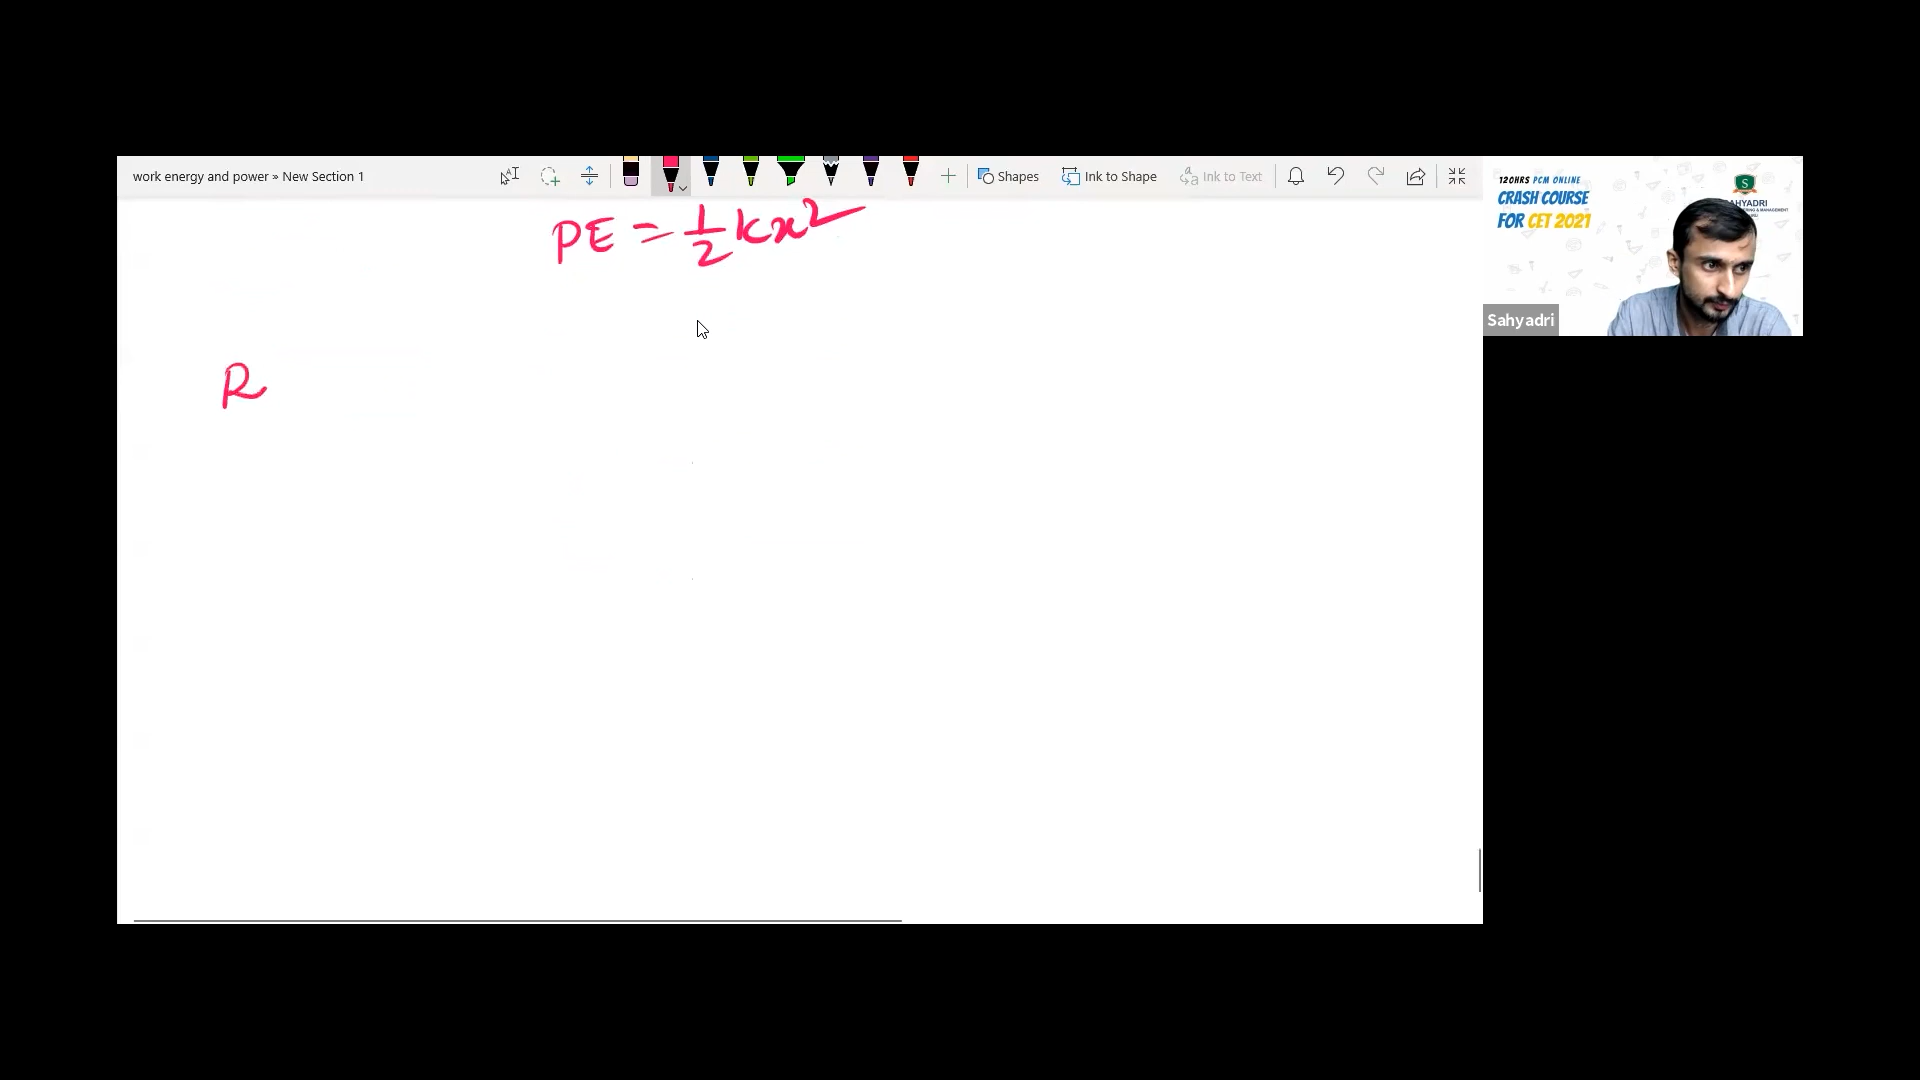 work energy and power » New Section 1
Shapes
Ink to Shape
Ink to Text
PE = 1/2 kx²
R
120HRS PCM ONLINE
CRASH COURSE
FOR CET 2021
S
AHYADRI
Sahyadri